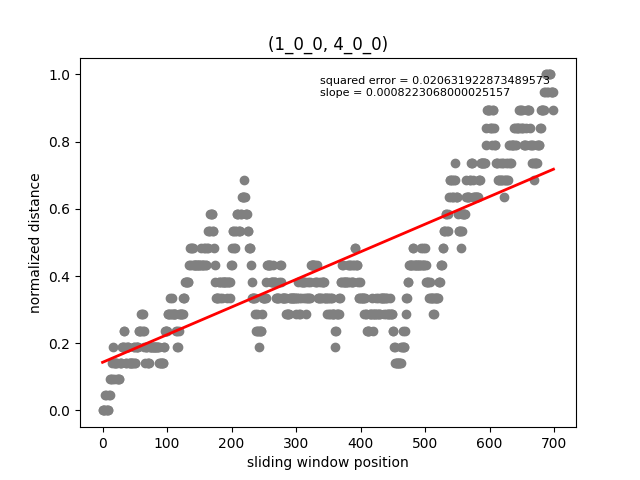 (1_0_0, 4_0_0)
squared error = 0.020631922873489573
slope = 0.0008223068000025157
1.0
0.8
0.6
0.4
0.2
0.0
normalized distance
0 100 200 300 400 500 600 700
sliding window position